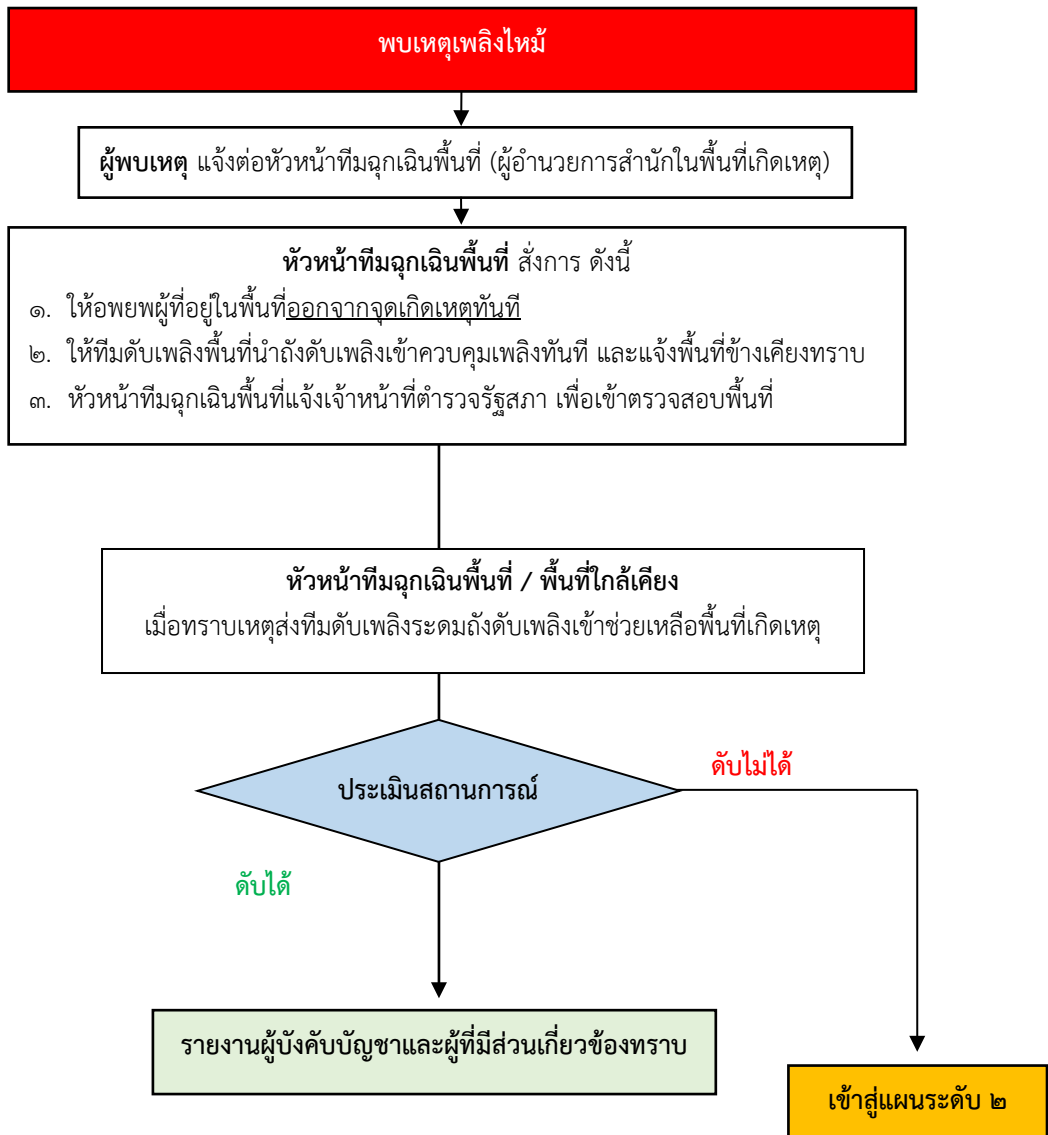 พบเหตุเพลิงไหม้
ผู้พบเหตุ แจ้งต่อหัวหน้าทีมฉุกเฉินพื้นที่ (ผู้อำนวยการสำนักในพื้นที่เกิดเหตุ)
หัวหน้าทีมฉุกเฉินพื้นที่ สั่งการ ดังนี้
๑. ให้อพยพผู้ที่อยู่ในพื้นที่ออกจากจุดเกิดเหตุทันที
๒. ให้ทีมดับเพลิงพื้นที่นำถังดับเพลิงเข้าควบคุมเพลิงทันที และแจ้งพื้นที่ข้างเคียงทราบ
๓. หัวหน้าทีมฉุกเฉินพื้นที่แจ้งเจ้าหน้าที่ตำรวจรัฐสภา เพื่อเข้าตรวจสอบพื้นที่
หัวหน้าทีมฉุกเฉินพื้นที่ / พื้นที่ใกล้เคียง
เมื่อทราบเหตุส่งทีมดับเพลิงระดมถังดับเพลิงเข้าช่วยเหลือพื้นที่เกิดเหตุ
ดับไม่ได้
ประเมินสถานการณ์
ดับได้
รายงานผู้บังคับบัญชาและผู้ที่มีส่วนเกี่ยวข้องทราบ
เข้าสู่แผนระดับ ๒